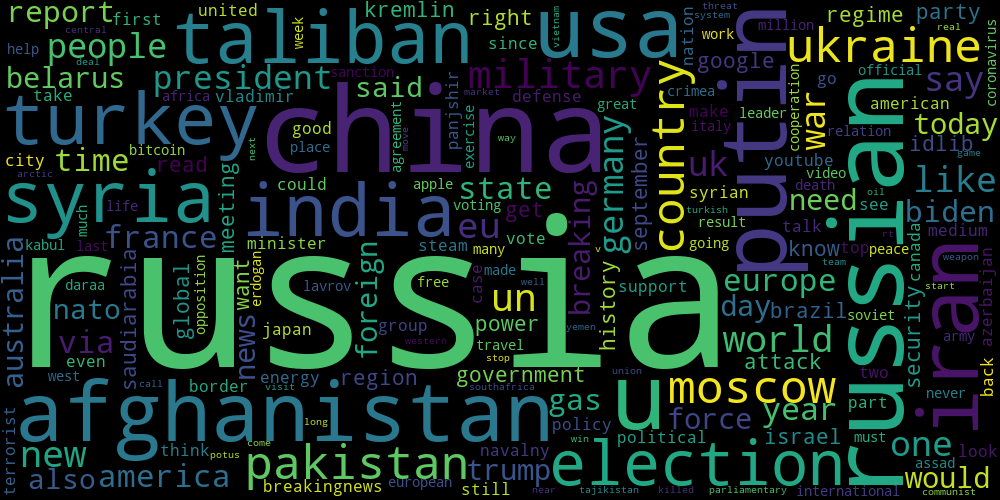 report
first
taliban
united
week
kremlin
right
since
vietnam
usa
nation
system
threat
work
million
regime
party
real
help
central
people
deal
google
ukraine
coronavirus
belarus
president
sanction
said
military
crimea
putin
official
say
take
africa
vladimir
panjshir
defense
great
make
leader
cooperation
war
go
american
turkey
china
good
place
next
agreement
move
market
exercise
way
italy
relation
today
city
time
bitcoin
read
country
uk
youtube
idlib
game
arctic
syria
life
much
could
apple
state
germany
syrian
video
death
need
see
oil
like
india
voting
get
september
turkish
result
russian
biden
meeting
france
minister
eu
breaking
vote
going
talk
know
top
rt
peace
medium
canada
kabul
last
steam
many
v
team
australia
daraa
saudiarabia
global
opposition
want
erdogan
lavrov
foreign
free
case
made
well
history
support
europe
soviet
security
weapon
azerbaijan
start
iran
russia
un
day
brazil
nato
via
news
japan
group
power
yemen
world
army
even
western
travel
stop
attack
two
never
back
west
border
energy
region
government
union
moscow
part
visit
southafrica
afghanistan
long
gas
u
force
year
policy
political
israel
must
one
look
terrorist
new
think
come
potus
pakistan
navalny
win
election
assad
also
america
breakingnews
european
trump
still
near
tajikistan
killed
parliamentary
international
communist
would